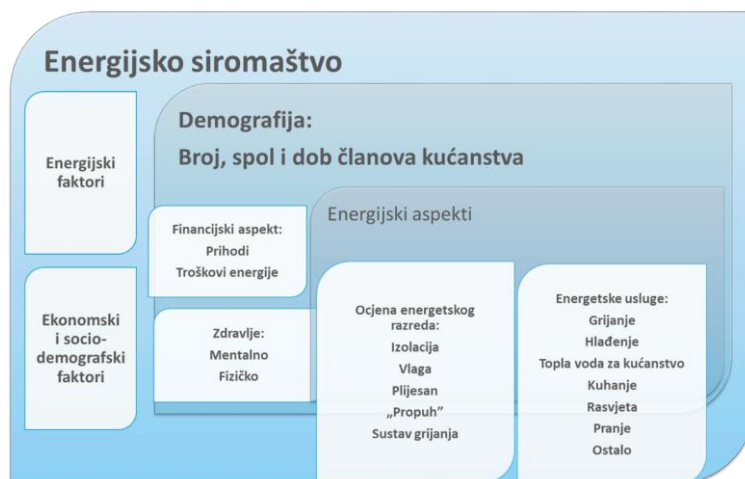 Energijsko siromaštvo
Energijski
faktori
Ekonomski
i socio-
demografski
faktori
Demografija:
Broj, spol i dob članova kućanstva
Financijski aspekt:
Prihodi
Troškovi energije
Zdravlje:
Mentalno
Fizičko
Energijski aspekti
Ocjena energetskog
razreda:
Izolacija
Vlaga
Plijesan
„Propuh”
Sustav grijanja
Energetske usluge:
Grijanje
Hlađenje
Topla voda za kućanstvo
Kuhanje
Rasvjeta
Pranje
Ostalo